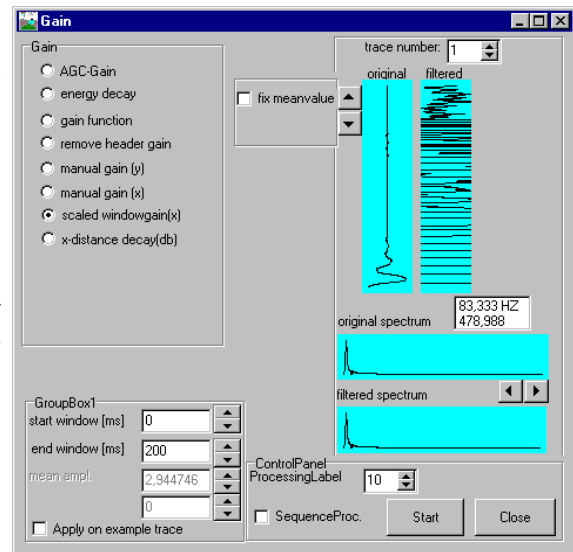 Gain
Gain
AGC-Gain
energy decay
gain function
remove header gain
manual gain (y)
manual gain (x)
scaled windowgain(x)
x-distance decay(db)
fix meanvalue
trace number: 1
original filtered
83,333 HZ
478,988
original spectrum
filtered spectrum
GroupBox1
start window [ms] 0
end window [ms] 200
mean ampl. 2,944746
0
Apply on example trace
ControlPanel
ProcessingLabel 10
SequenceProc. Start Close